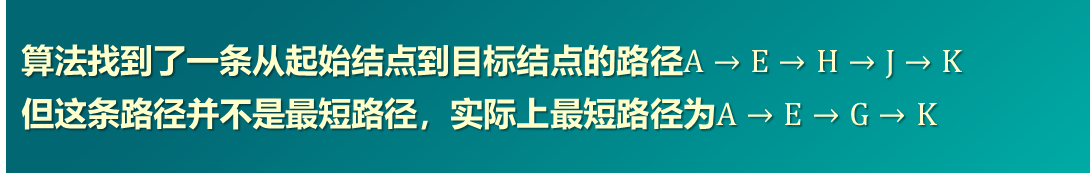 算法找到了一条从起始结点到目标结点的路径A → E → H → J → K
但这条路径并不是最短路径，实际上最短路径为A → E → G → K